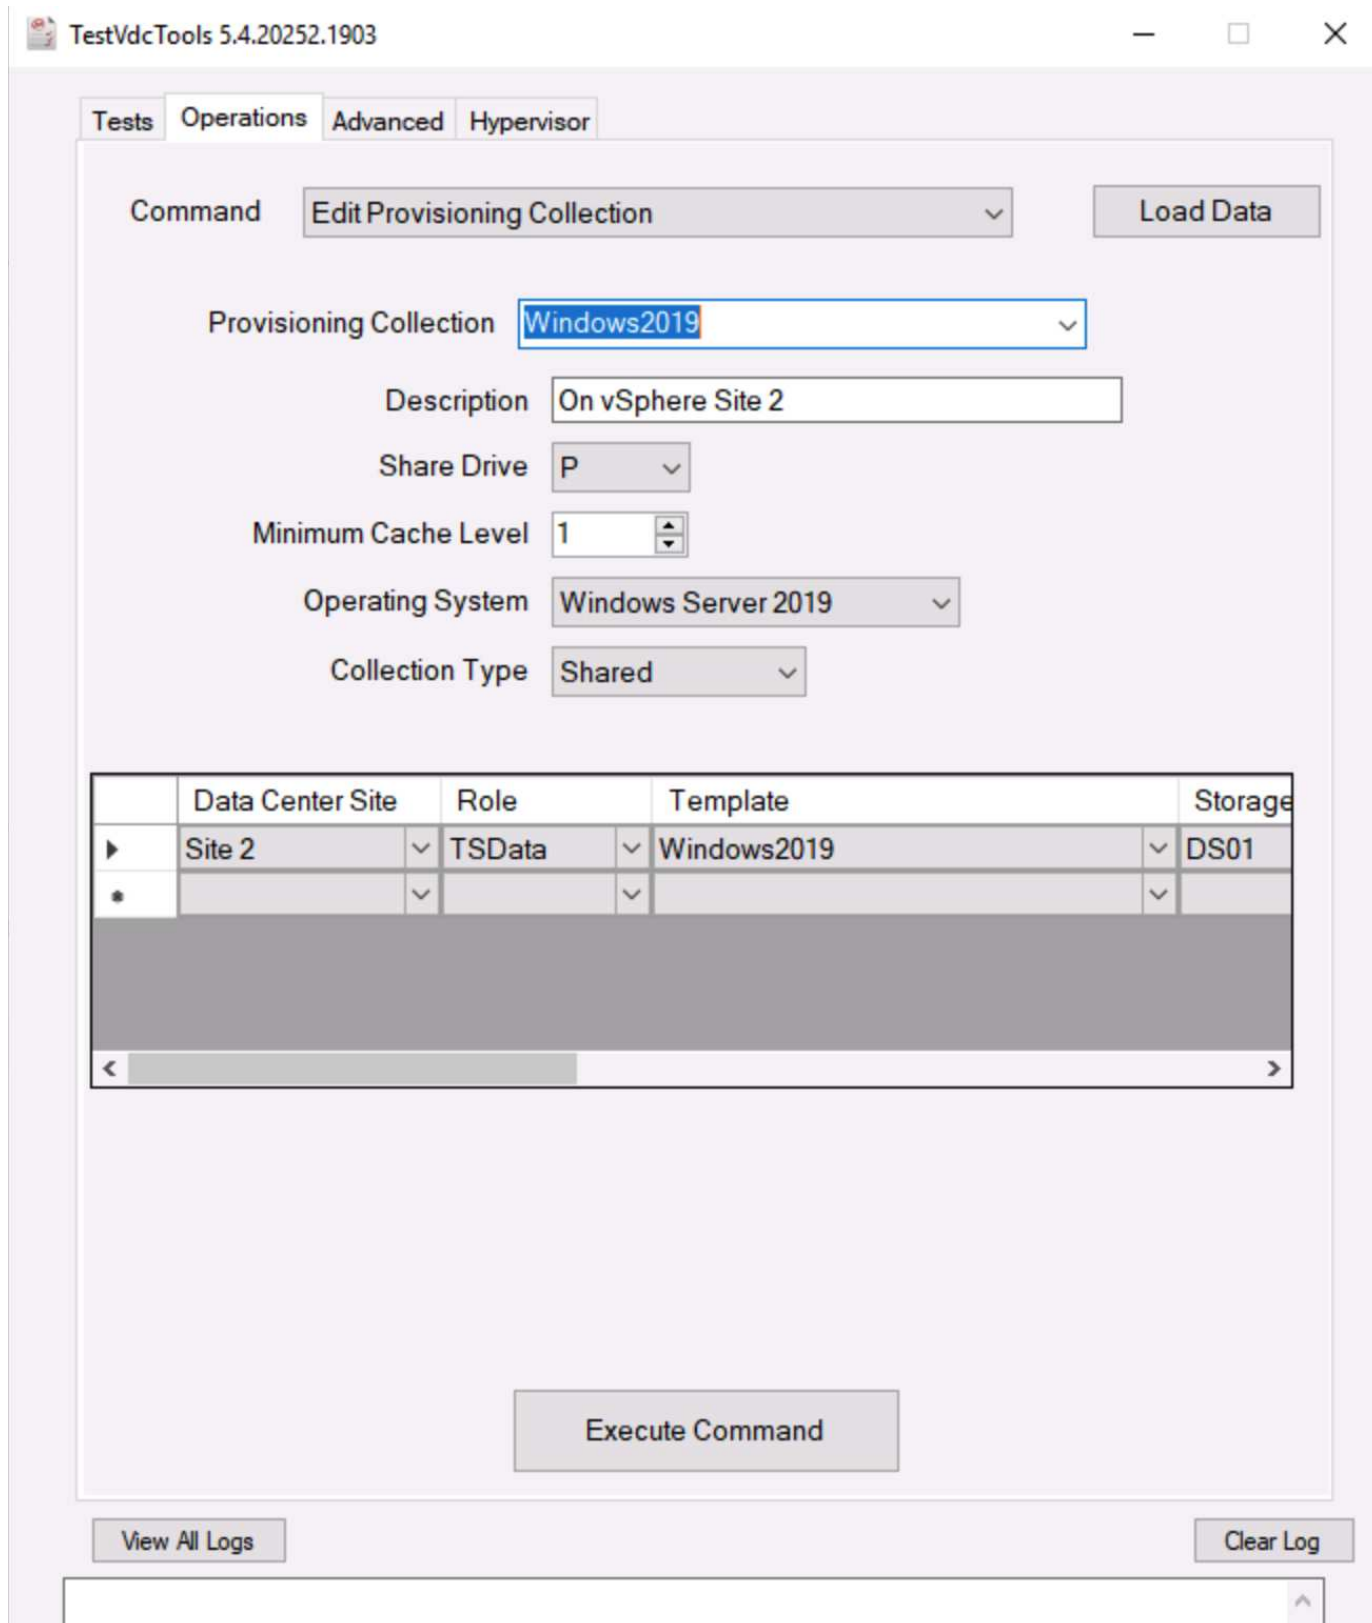 TestVdcTools 5.4.20252.1903
Tests Operations Advanced Hypervisor
Command Edit Provisioning Collection Load Data
Provisioning Collection Windows2019
Description On vSphere Site 2
Share Drive P
Minimum Cache Level 1
Operating System Windows Server 2019
Collection Type Shared
Data Center Site Role Template Storage
Site 2 TSData Windows2019 DS01
Execute Command
View All Logs Clear Log